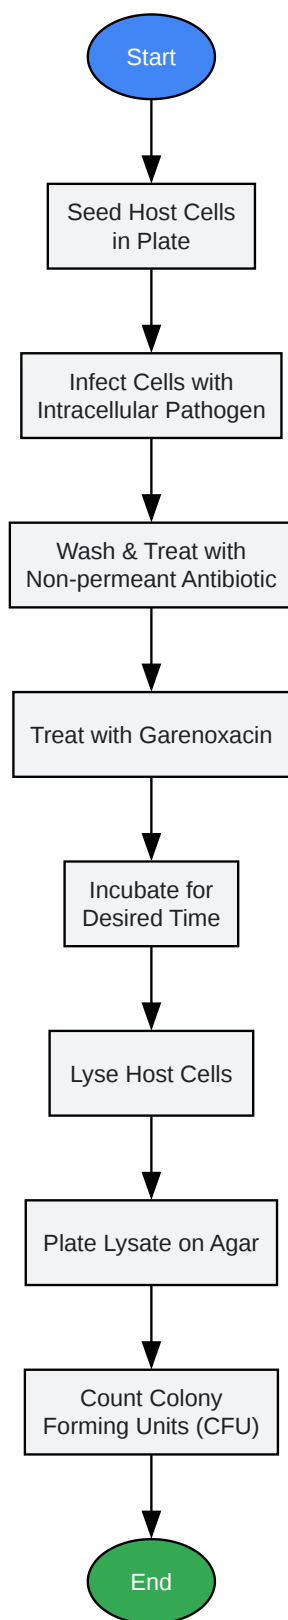 Start
Seed Host Cells
in Plate
Infect Cells with
Intracellular Pathogen
Wash & Treat with
Non-permeant Antibiotic
Treat with Garenoxacin
Incubate for
Desired Time
Lyse Host Cells
Plate Lysate on Agar
Count Colony
Forming Units (CFU)
End